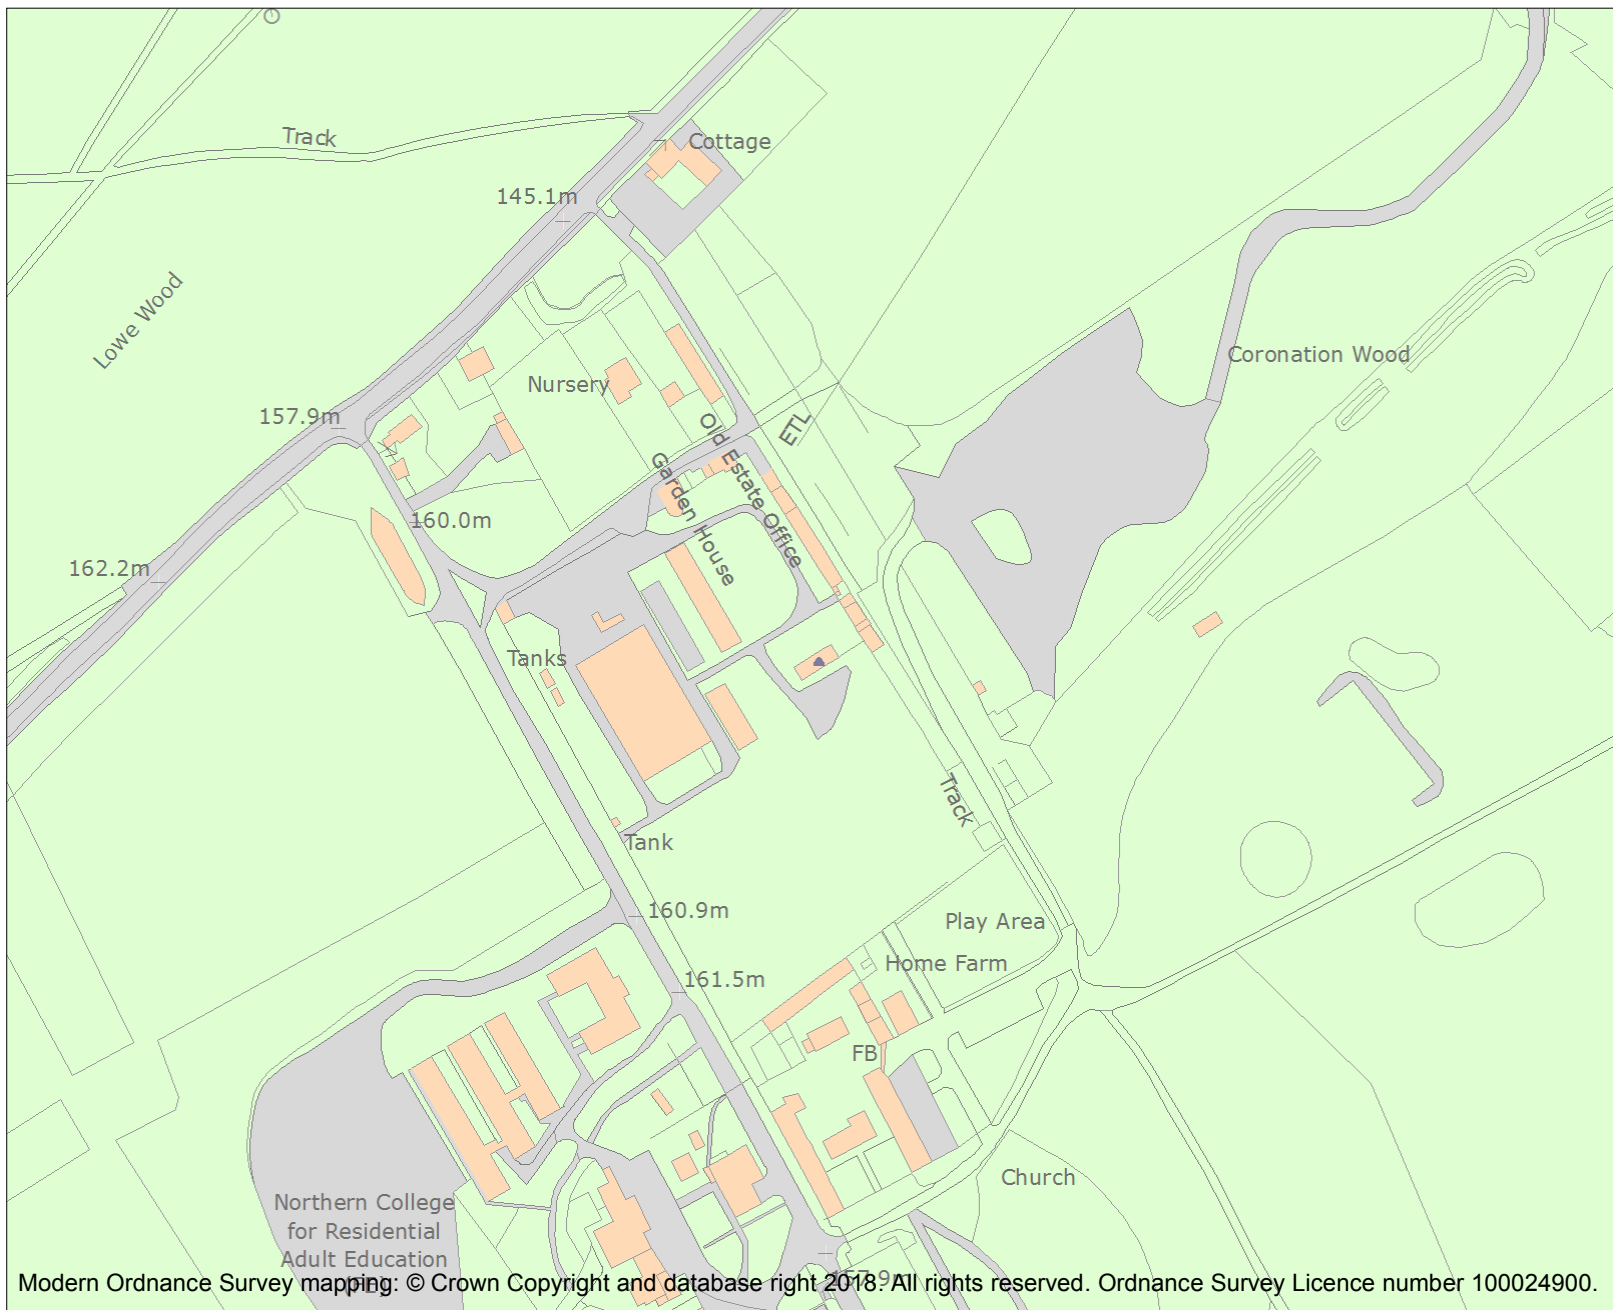 Track
Cottage
145.1m
Lowe Wood
Coronation Wood
Nursery
157.9m
ETL
Old Estate Office
Garden House
160.0m
162.2m
Tanks
Track
Tank
160.9m
Play Area
Home Farm
161.5m
FB
Church
Northern College
for Residential
Adult Education
(FE)
157.9m
Modern Ordnance Survey mapping: © Crown Copyright and database right 2018. All rights reserved. Ordnance Survey Licence number 100024900.